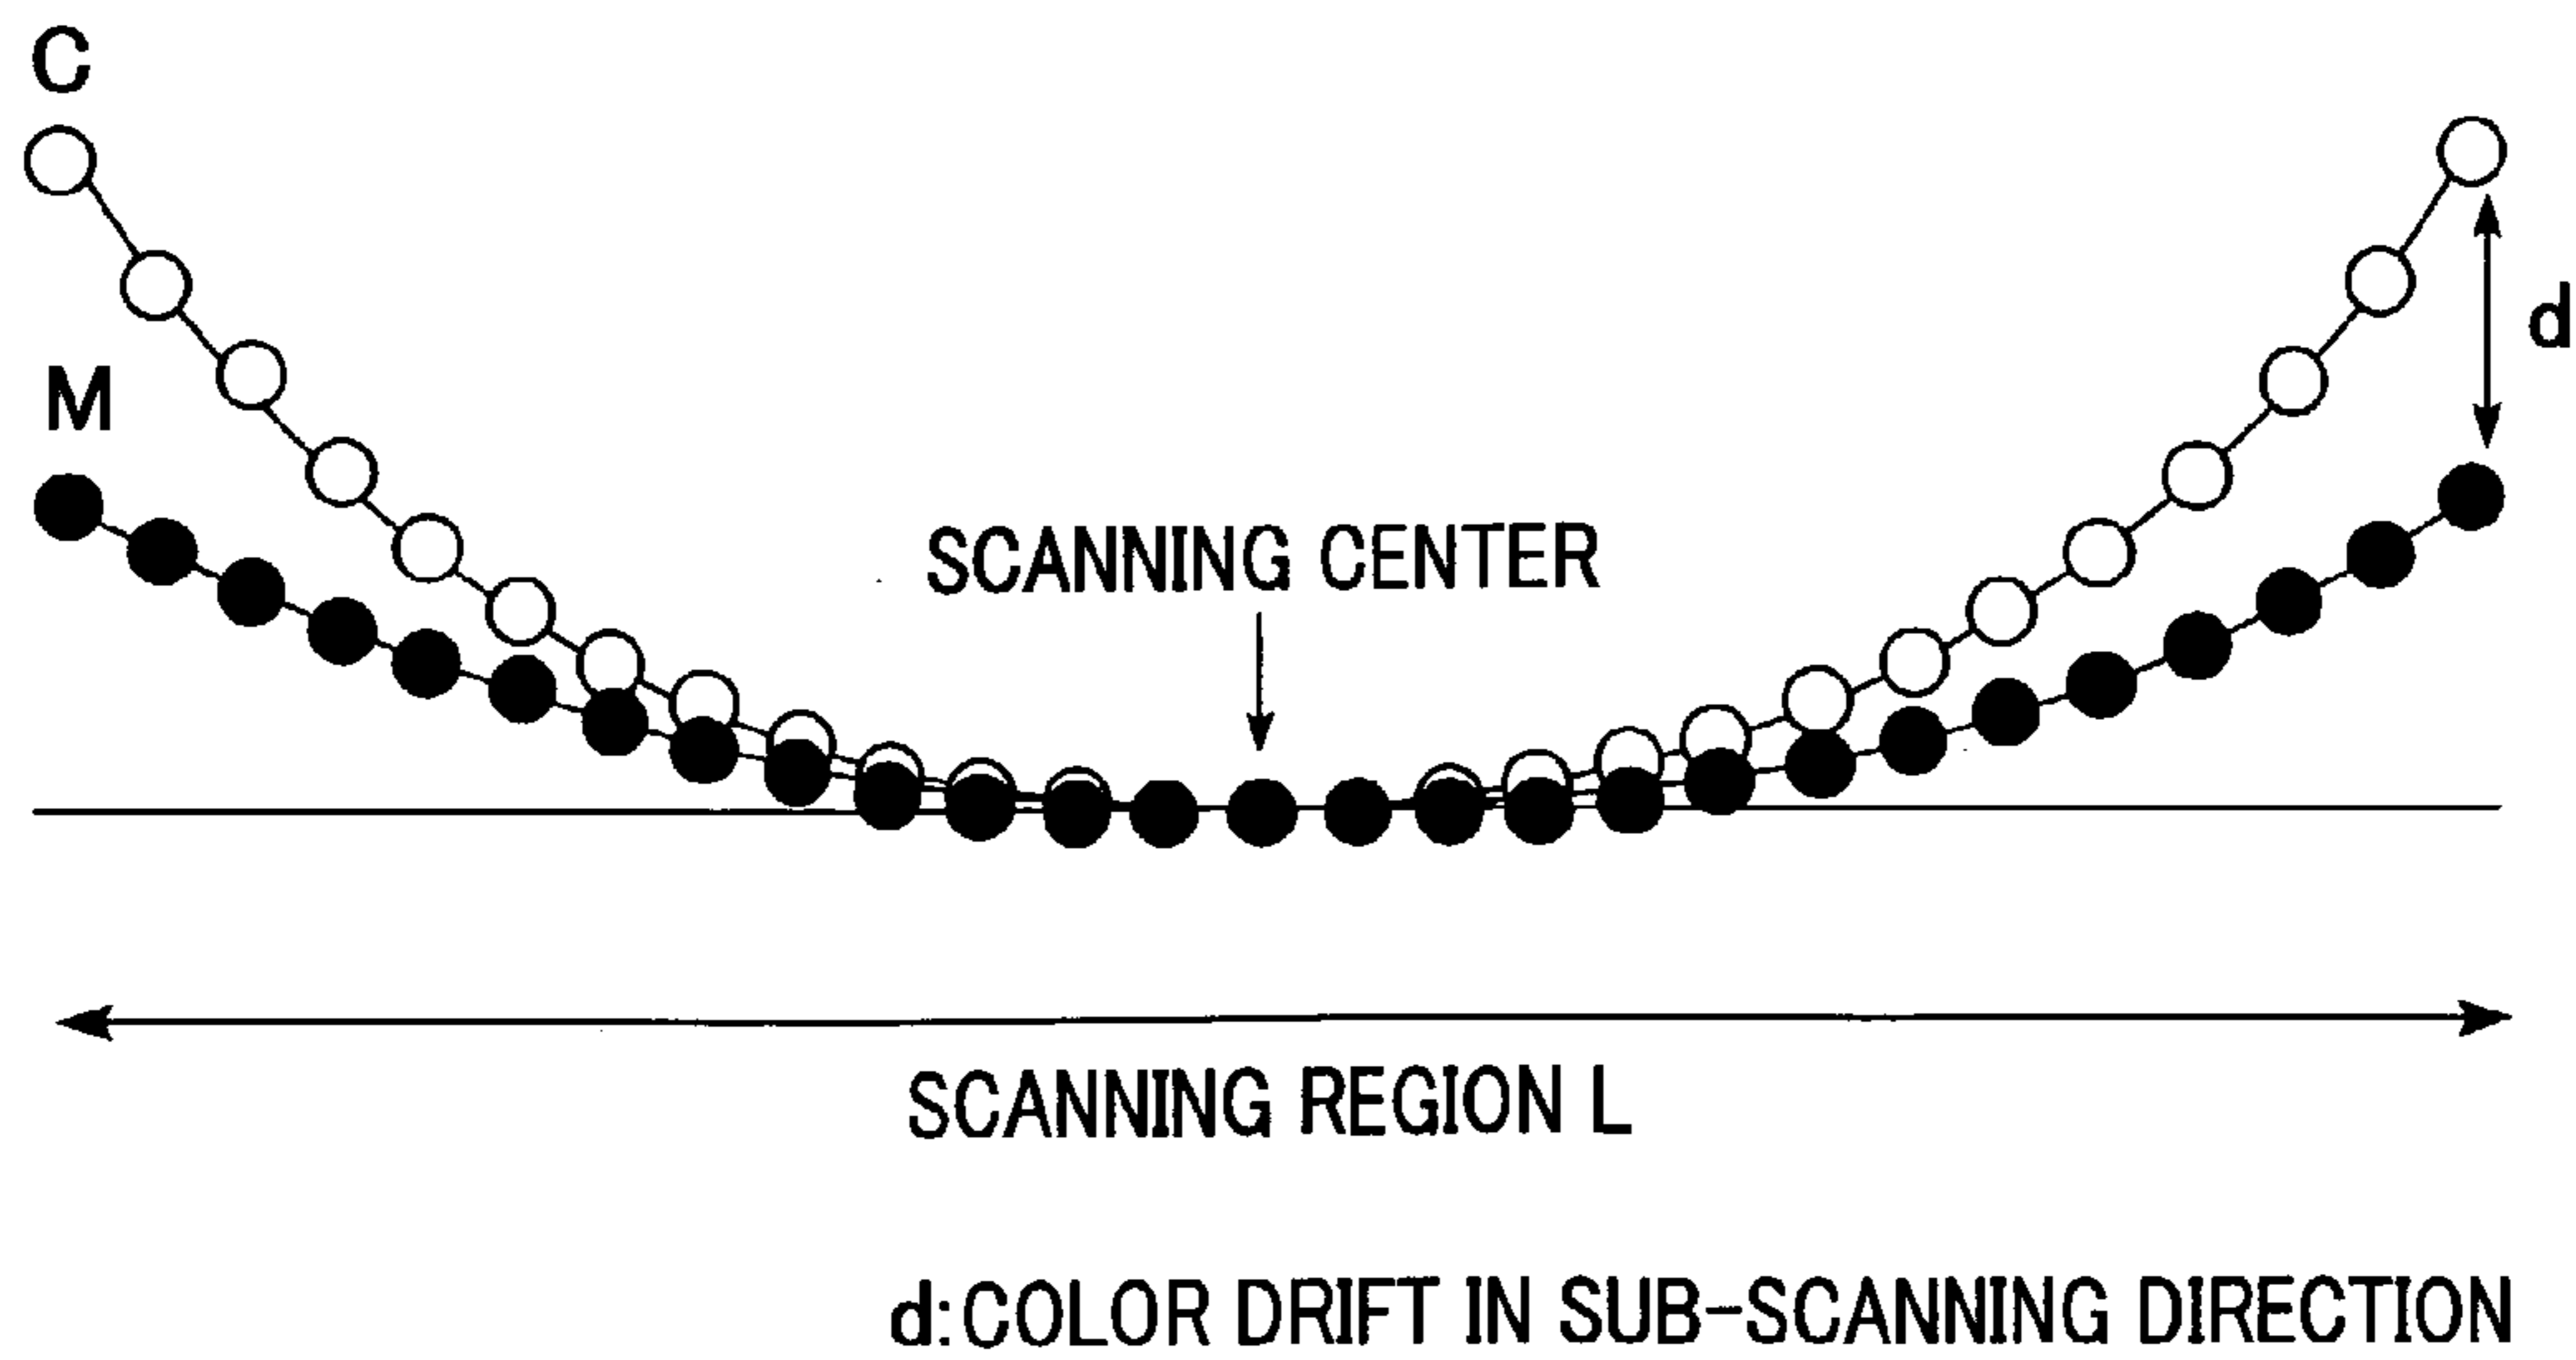 C
M
d
SCANNING CENTER
SCANNING REGION L
d:COLOR DRIFT IN SUB-SCANNING DIRECTION